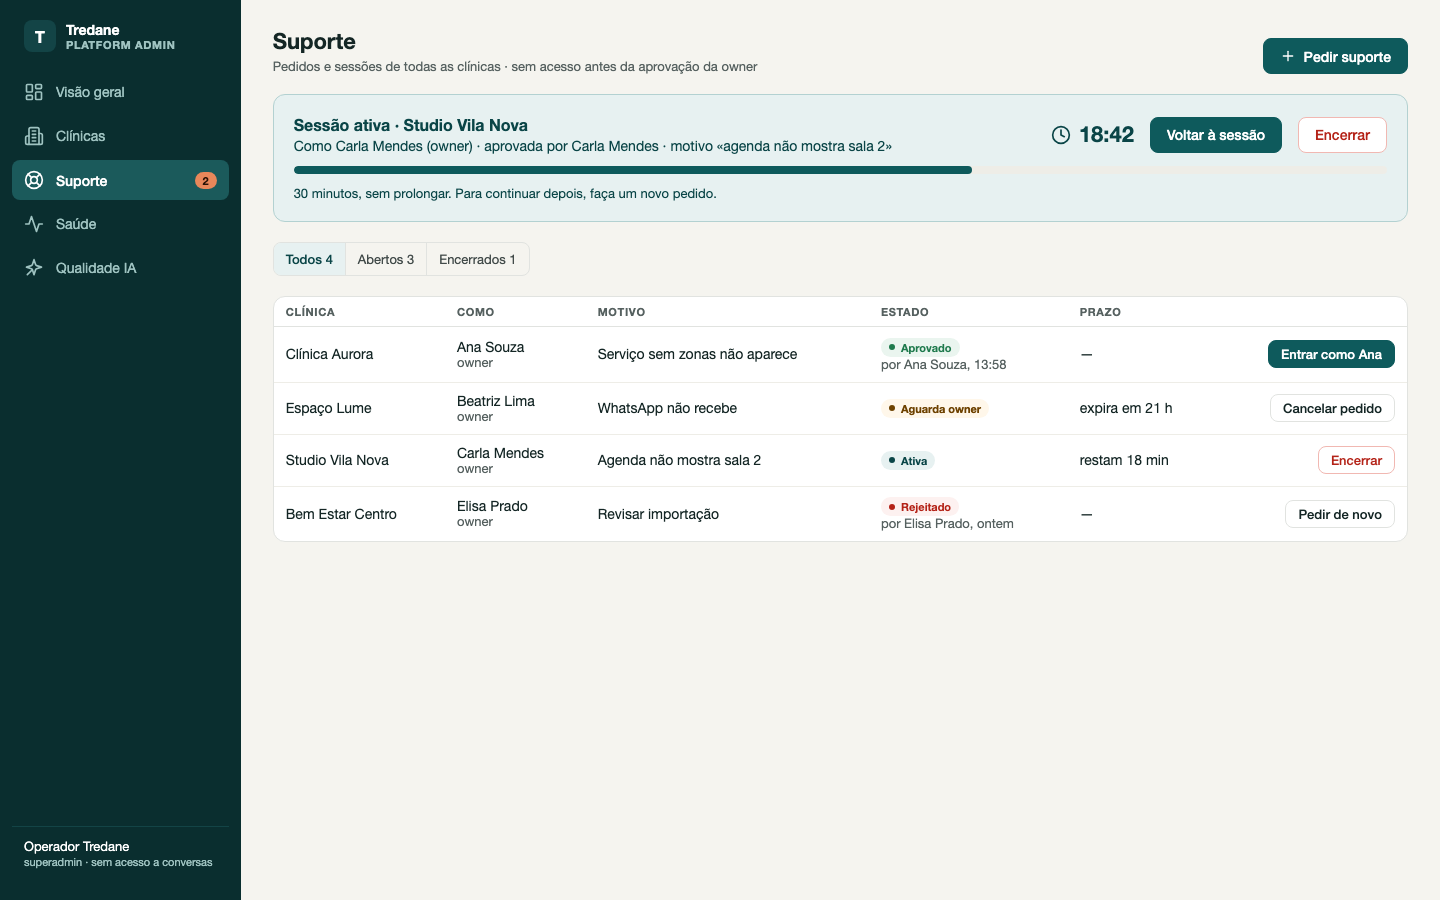 T
Tredane
PLATFORM ADMIN
Visão geral
Clínicas
Suporte 2
Saúde
Qualidade IA
Operador Tredane
superadmin · sem acesso a conversas
Suporte
Pedidos e sessões de todas as clínicas · sem acesso antes da aprovação da owner
Pedir suporte
Sessão ativa · Studio Vila Nova
Como Carla Mendes (owner) · aprovada por Carla Mendes · motivo «agenda não mostra sala 2»
18:42 Voltar à sessão Encerrar
30 minutos, sem prolongar. Para continuar depois, faça um novo pedido.
Todos 4 Abertos 3 Encerrados 1
CLÍNICA COMO MOTIVO ESTADO PRAZO
Clínica Aurora Ana Souza Serviço sem zonas não aparece Aprovado — Entrar como Ana
owner por Ana Souza, 13:58
Espaço Lume Beatriz Lima WhatsApp não recebe Aguarda owner expira em 21 h Cancelar pedido
owner
Studio Vila Nova Carla Mendes Agenda não mostra sala 2 Ativa restam 18 min Encerrar
owner
Bem Estar Centro Elisa Prado Revisar importação Rejeitado — Pedir de novo
owner por Elisa Prado, ontem